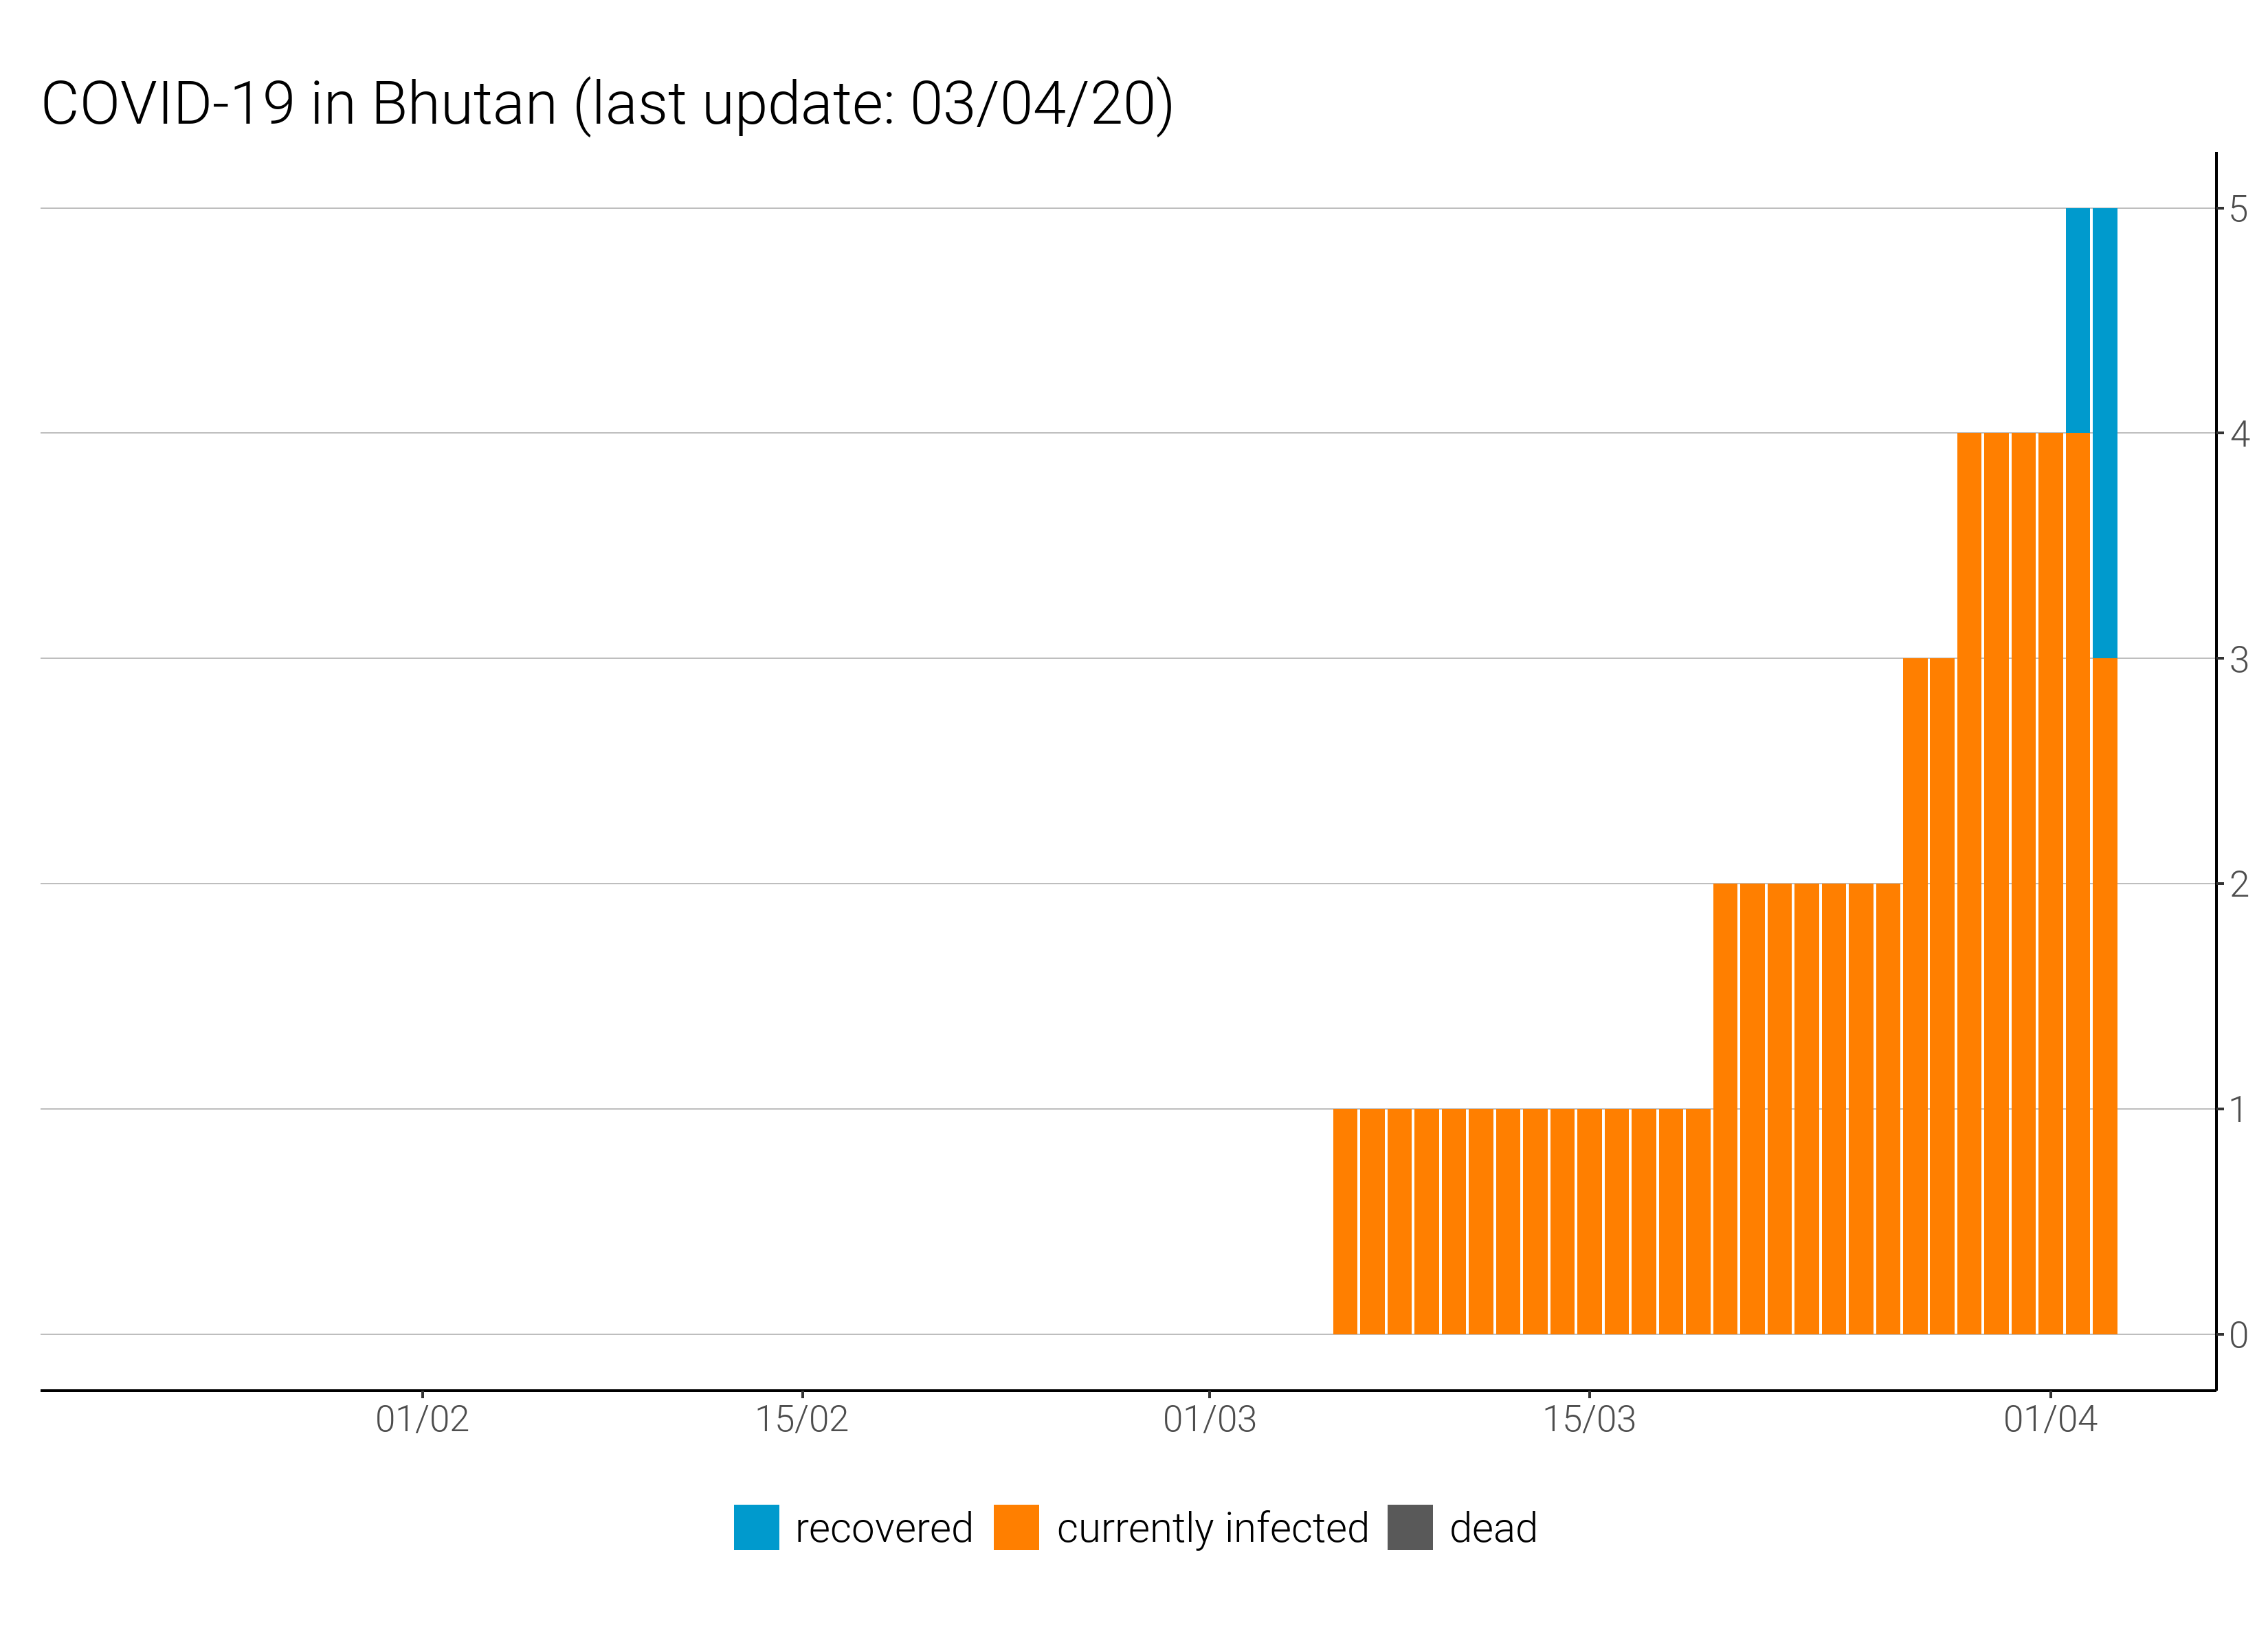 COVID-19 in Bhutan (last update: 03/04/20)
5
4
3
2
1
0
01/02 15/02 01/03 15/03 01/04
recovered currently infected dead